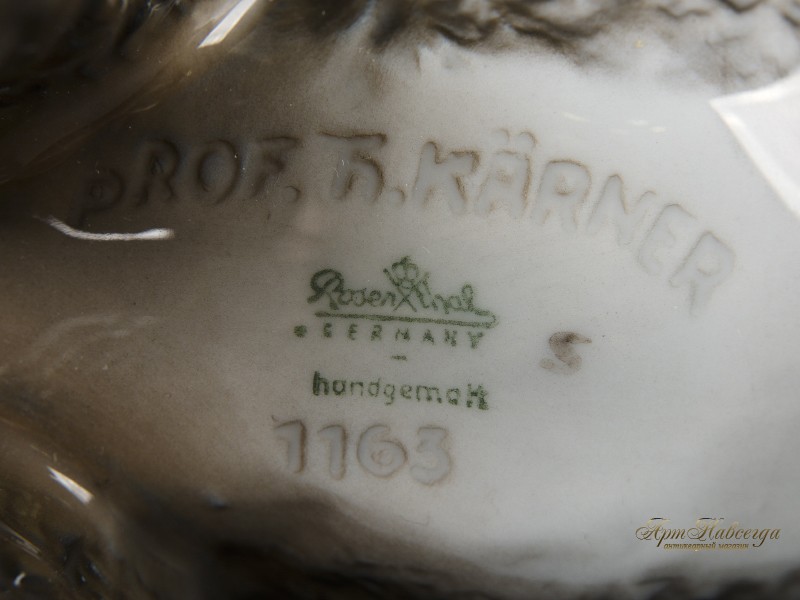 PROF. Th. KÄRNER
Rosenthal
GERMANY
S
handgemalt
1163
АртНавсегда
антикварный магазин